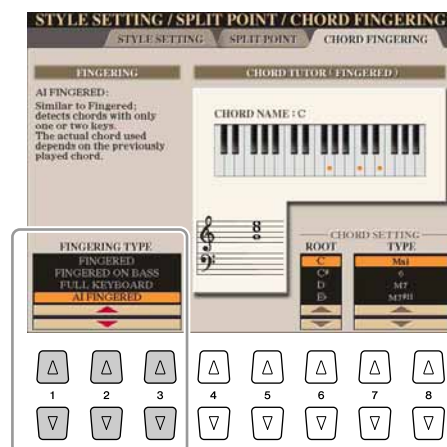 STYLE SETTING / SPLIT POINT / CHORD FINGERING
STYLE SETTING SPLIT POINT CHORD FINGERING
FINGERING
AI FINGERED:
Similar to Fingered;
detects chords with only
one or two keys.
The actual chord used
depends on the previously
played chord.
CHORD TUTOR (FINGERED)
CHORD NAME : C
FINGERING TYPE
FINGERED
FINGERED ON BASS
FULL KEYBOARD
AI FINGERED
CHORD SETTING
ROOT TYPE
C Maj
C# 6
D M7
E♭ M7#11
1 2 3 4 5 6 7 8